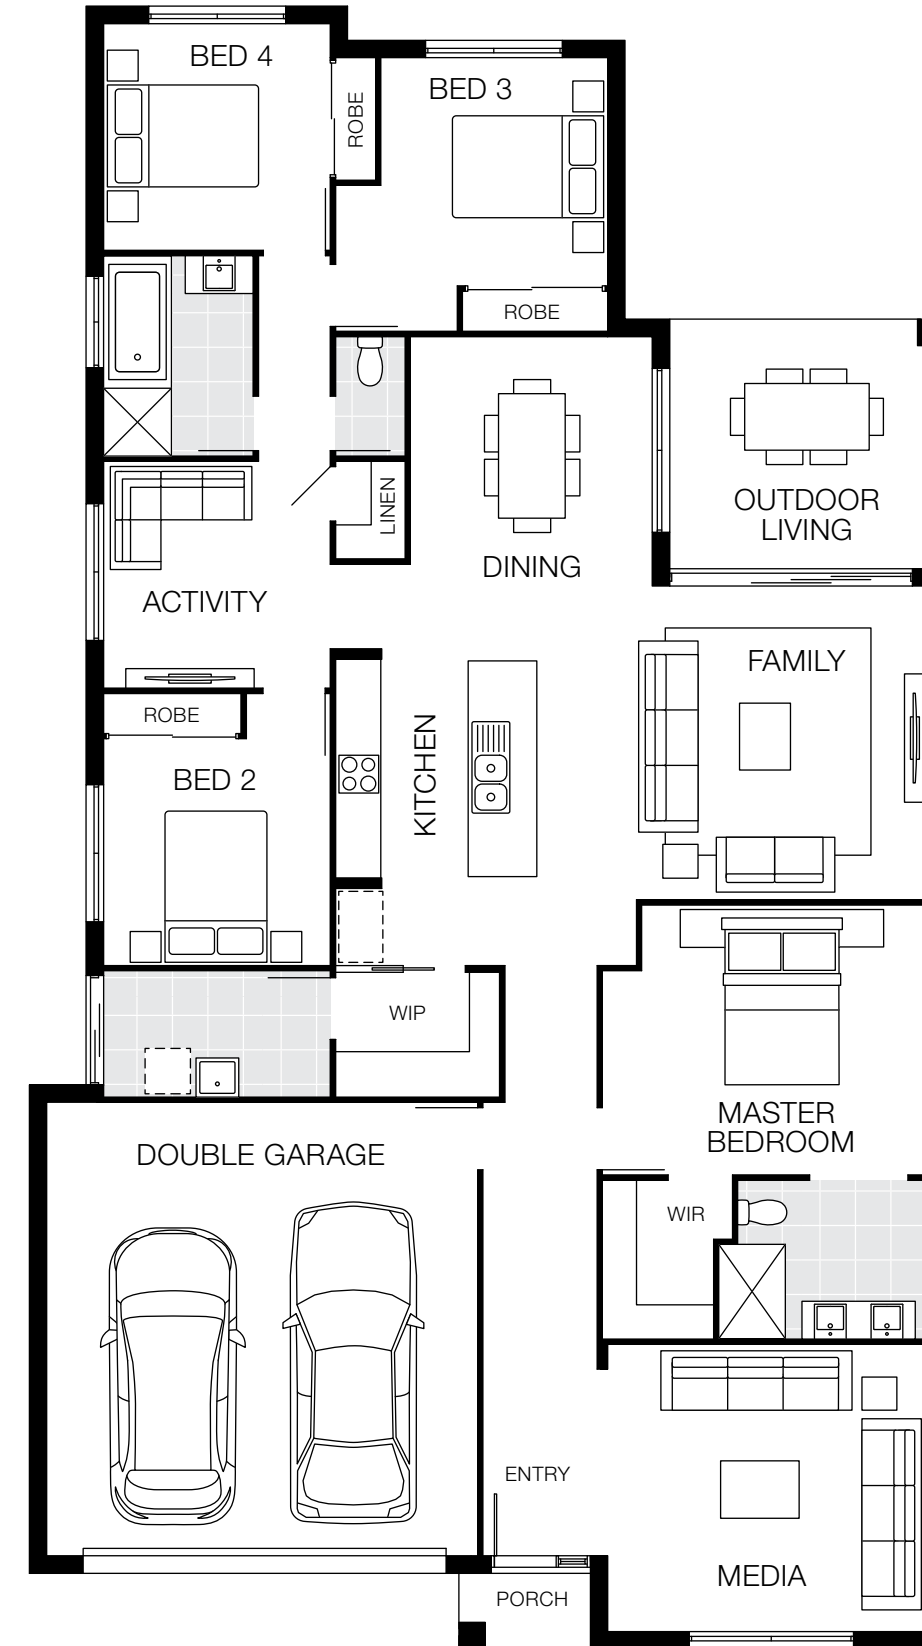 BED 4
BED 3
ROBE
ROBE
LINEN
DINING
OUTDOOR
LIVING
ACTIVITY
FAMILY
ROBE
BED 2
KITCHEN
WIP
MASTER
BEDROOM
DOUBLE GARAGE
WIR
ENTRY
MEDIA
PORCH